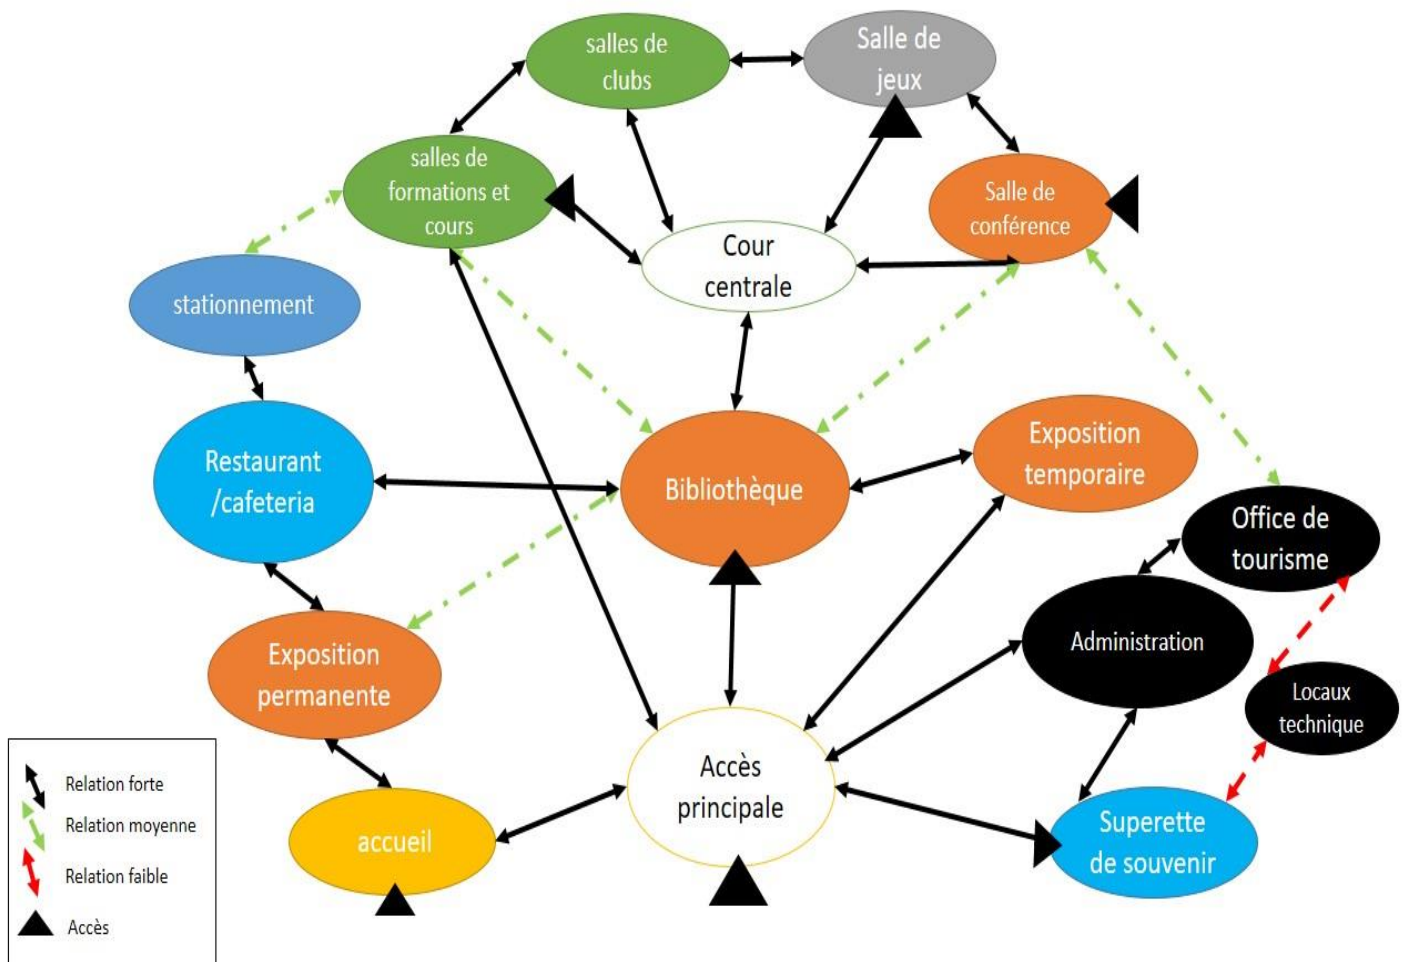 salles de
clubs
Salle de
jeux
salles de
formations et
cours
Salle de
conférence
Cour
centrale
stationnement
Restaurant
/cafeteria
Bibliothèque
Exposition
temporaire
Office de
tourisme
Administration
Exposition
permanente
Locaux
technique
Accès
principale
accueil
Superette
de souvenir
Relation forte
Relation moyenne
Relation faible
Accès